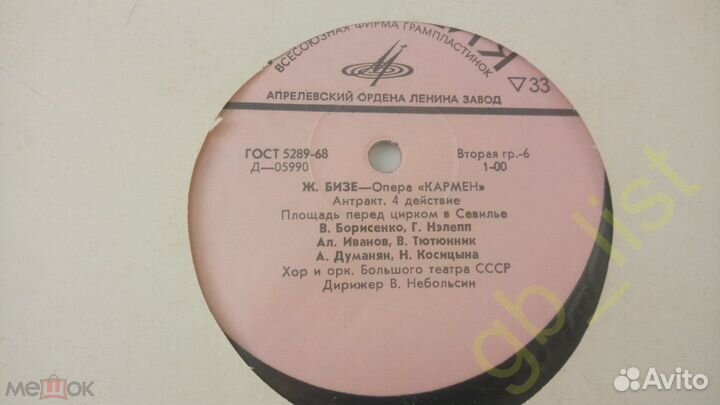 ВСЕСОЮЗНАЯ ФИРМА ГРАМПЛАСТИНОК
▽33
АПРЕЛЕВСКИЙ ОРДЕНА ЛЕНИНА ЗАВОД
ГОСТ 5289-68
Вторая гр.-6
Д—05990
1-00
Ж. БИЗЕ—Опера «КАРМЕН»
Антракт. 4 действие
Площадь перед цирком в Севилье
В. Борисенко, Г. Нэлепп
Ал. Иванов, В. Тютюнник
А. Думанян, Н. Косицына
Хор и орк. Большого театра СССР
Дирижер В. Небольсин
gb_list
мешок
Avito